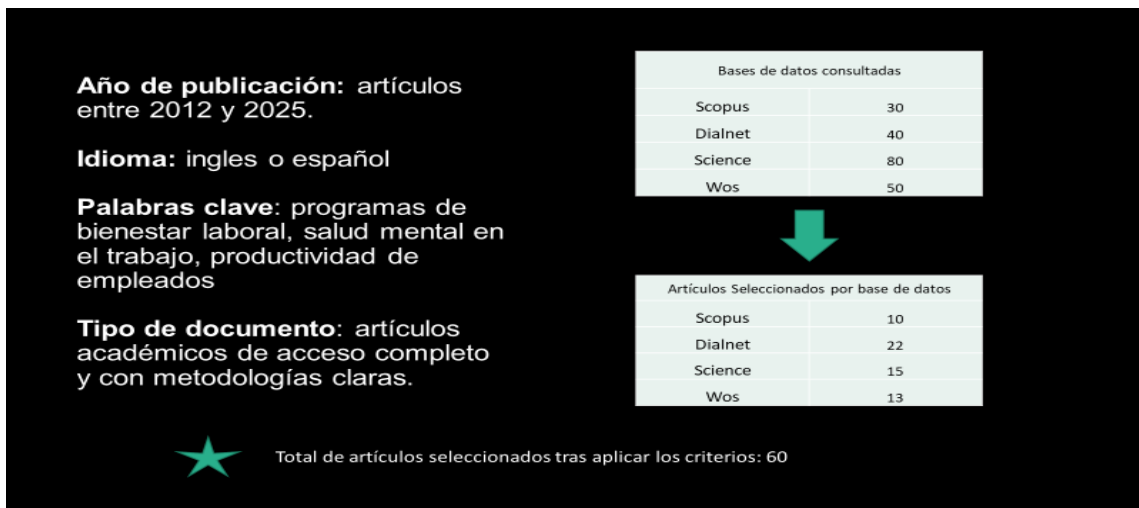 Año de publicación: artículos
entre 2012 y 2025.
Idioma: ingles o español
Palabras clave: programas de
bienestar laboral, salud mental en
el trabajo, productividad de
empleados
Tipo de documento: artículos
académicos de acceso completo
y con metodologías claras.
Bases de datos consultadas
Scopus 30
Dialnet 40
Science 80
Wos 50
Artículos Seleccionados por base de datos
Scopus 10
Dialnet 22
Science 15
Wos 13
Total de artículos seleccionados tras aplicar los criterios: 60